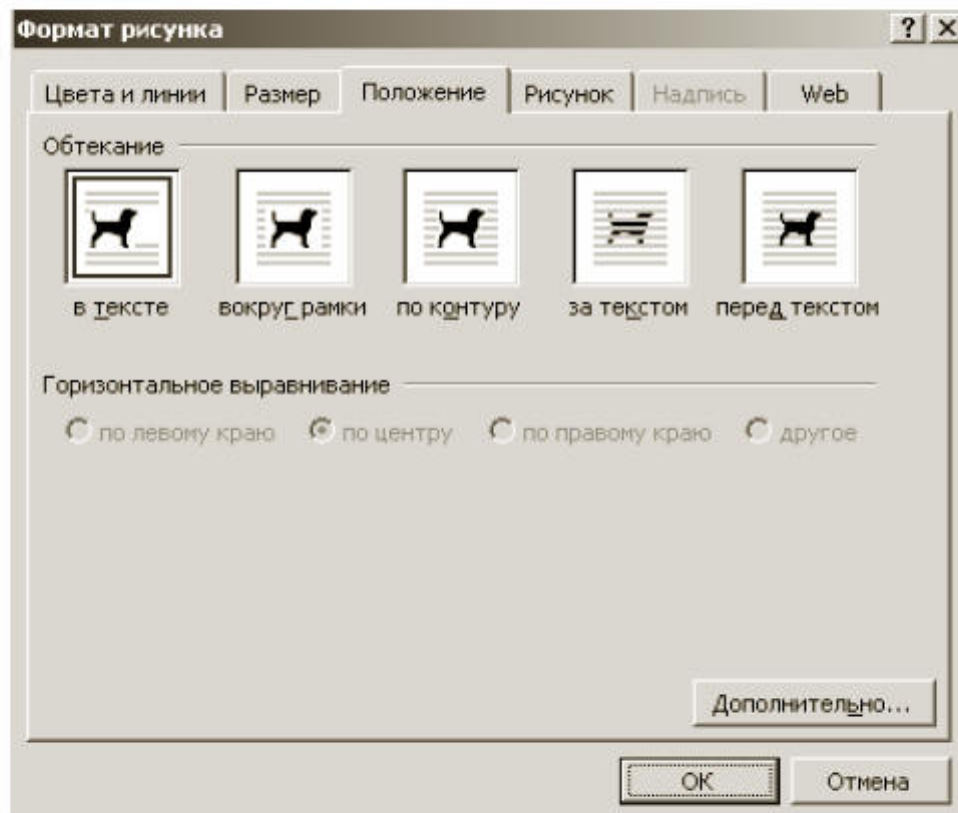 Формат рисунка
Цвета и линии Размер Положение Рисунок Надпись Web
Обтекание
в тексте вокруг рамки по контуру за текстом перед текстом
Горизонтальное выравнивание
по левому краю по центру по правому краю другое
Дополнительно...
ОК Отмена